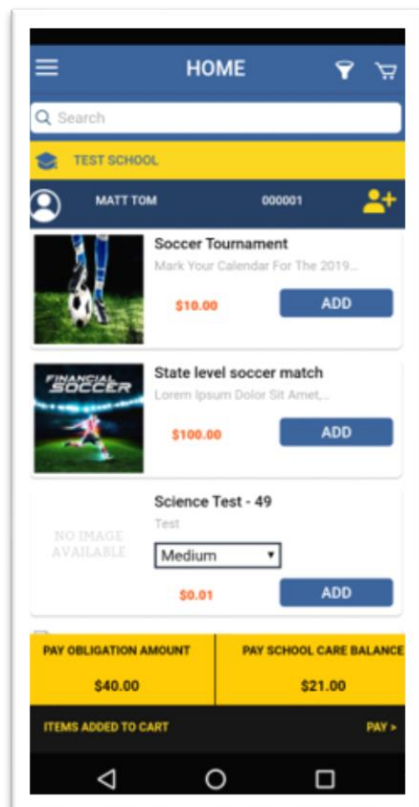 HOME
Search
TEST SCHOOL
MATT TOM 000001
Soccer Tournament
Mark Your Calendar For The 2019...
$10.00 ADD
FINANCIAL
SOCCER
State level soccer match
Lorem Ipsum Dolor Sit Amet,...
$100.00 ADD
Science Test - 49
Test
NO IMAGE
AVAILABLE
Medium
$0.01 ADD
PAY OBLIGATION AMOUNT PAY SCHOOL CARE BALANCE
$40.00 $21.00
ITEMS ADDED TO CART PAY >